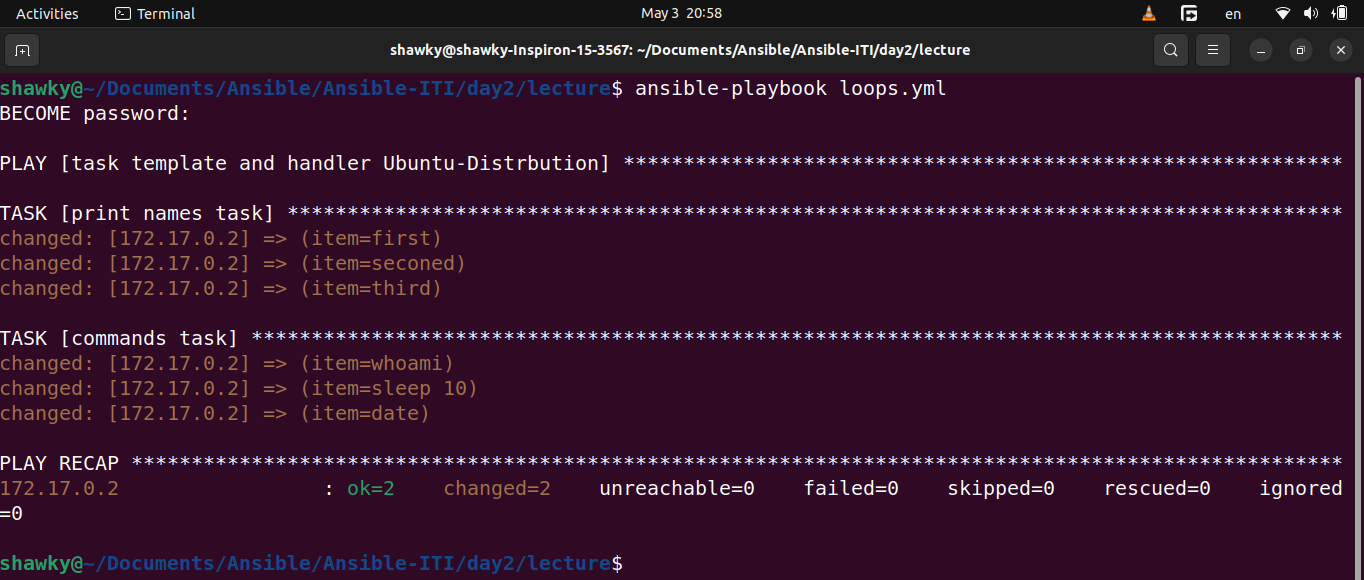 Activities Terminal May 3 20:58 en
shawky@shawky-Inspiron-15-3567: ~/Documents/Ansible/Ansible-ITI/day2/lecture
shawky@~/Documents/Ansible/Ansible-ITI/day2/lecture$ ansible-playbook loops.yml
BECOME password:
PLAY [task template and handler Ubuntu-Distrbution] ************************************************************
TASK [print names task] ****************************************************************************************
changed: [172.17.0.2] => (item=first)
changed: [172.17.0.2] => (item=seconed)
changed: [172.17.0.2] => (item=third)
TASK [commands task] *******************************************************************************************
changed: [172.17.0.2] => (item=whoami)
changed: [172.17.0.2] => (item=sleep 10)
changed: [172.17.0.2] => (item=date)
PLAY RECAP *****************************************************************************************************
172.17.0.2 : ok=2 changed=2 unreachable=0 failed=0 skipped=0 rescued=0 ignored
=0
shawky@~/Documents/Ansible/Ansible-ITI/day2/lecture$